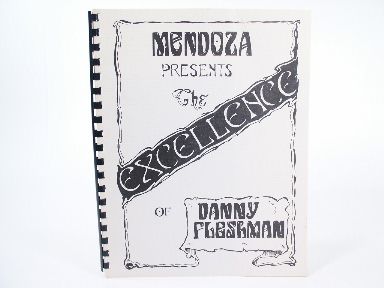 MENDOZA
PRESENTS
The
EXCELLENCE
OF
DANNY
FLESHMAN